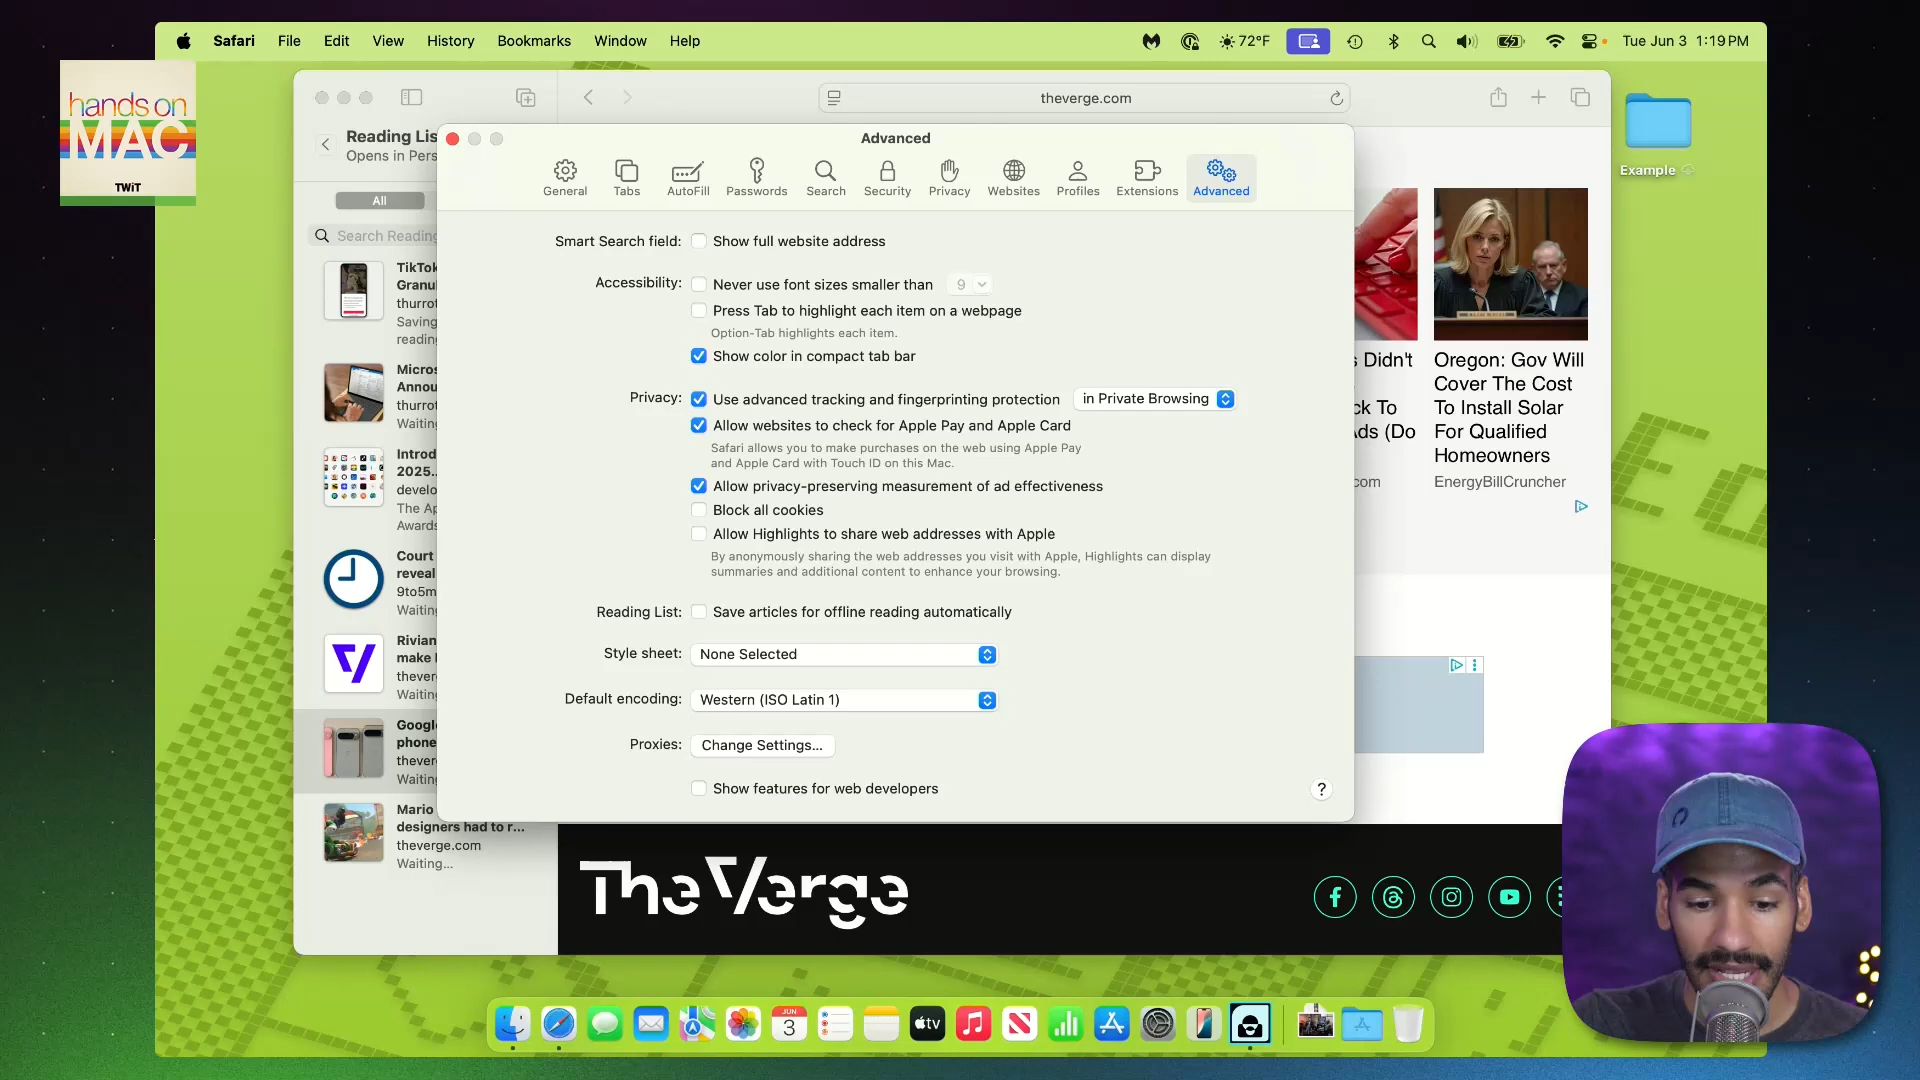 Safari File Edit View History Bookmarks Window Help
72°F
Tue Jun 3 1:19 PM
hands on
MAC
TWiT
theverge.com
Reading Lis
Opens in Pers
All
Search Reading
TikTok
Granul
thurrot
Saving
reading
Micros
Annou
thurrot
Waiting
Introd
2025..
develo
The Ap
Awards
Court
reveal
9to5m
Waiting
Rivian
make
thever
Waiting
Google
phone
thever
Waiting
Mario
designers had to r...
theverge.com
Waiting...
Advanced
General
Tabs
AutoFill
Passwords
Search
Security
Privacy
Websites
Profiles
Extensions
Advanced
Smart Search field: Show full website address
Accessibility: Never use font sizes smaller than 9
Press Tab to highlight each item on a webpage
Option-Tab highlights each item.
Show color in compact tab bar
Privacy: Use advanced tracking and fingerprinting protection in Private Browsing
Allow websites to check for Apple Pay and Apple Card
Safari allows you to make purchases on the web using Apple Pay
and Apple Card with Touch ID on this Mac.
Allow privacy-preserving measurement of ad effectiveness
Block all cookies
Allow Highlights to share web addresses with Apple
By anonymously sharing the web addresses you visit with Apple, Highlights can display
summaries and additional content to enhance your browsing.
Reading List: Save articles for offline reading automatically
Style sheet: None Selected
Default encoding: Western (ISO Latin 1)
Proxies: Change Settings...
Show features for web developers
?
s Didn't
ck To
Ads (Do
com
Oregon: Gov Will
Cover The Cost
To Install Solar
For Qualified
Homeowners
EnergyBillCruncher
Example
The Verge
JUN
3
tv